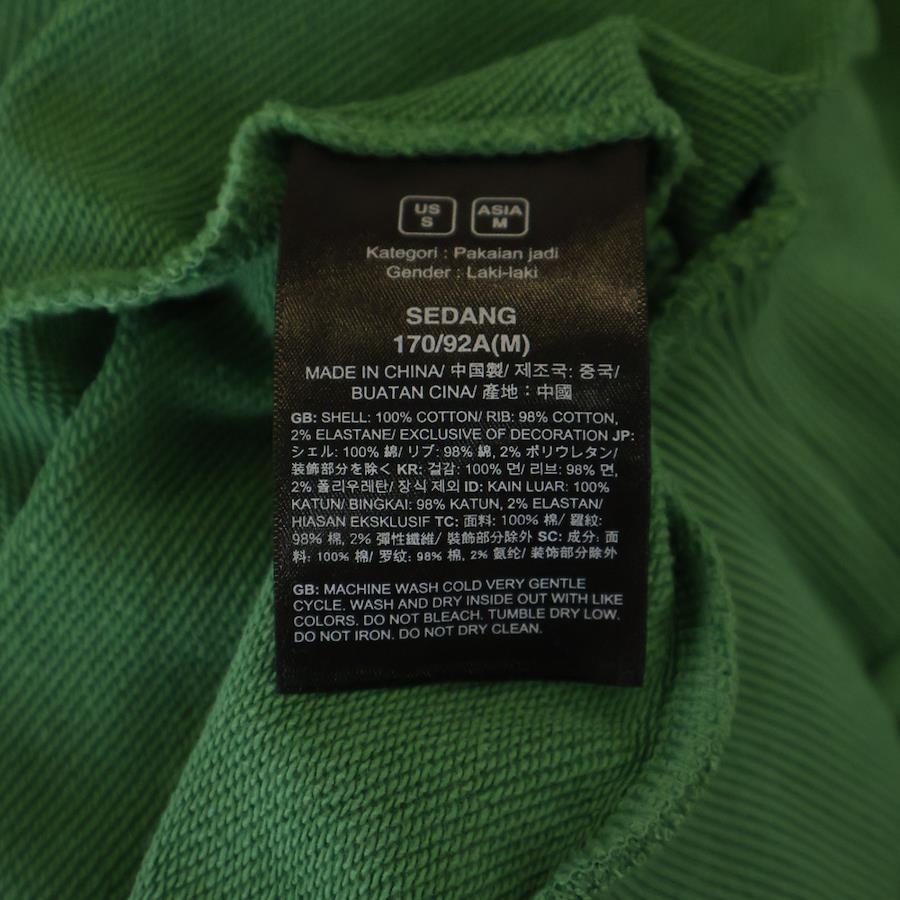 US ASIA
S M
Kategori : Pakaian jadi
Gender : Laki-laki
SEDANG
170/92A(M)
MADE IN CHINA/ 中国製/ 제조국: 중국/
BUATAN CINA/ 產地：中國
GB: SHELL: 100% COTTON/ RIB: 98% COTTON,
2% ELASTANE/ EXCLUSIVE OF DECORATION JP:
シェル: 100% 綿/ リブ: 98% 綿, 2% ポリウレタン/
装飾部分を除く KR: 겉감: 100% 면/ 리브: 98% 면,
2% 폴리우레탄/ 장식 제외 ID: KAIN LUAR: 100%
KATUN/ BINGKAI: 98% KATUN, 2% ELASTAN/
HIASAN EKSKLUSIF TC: 面料: 100% 棉/ 羅紋:
98% 棉, 2% 彈性纖維/ 裝飾部分除外 SC: 成分: 面
料: 100% 棉/ 罗纹: 98% 棉, 2% 氨纶/ 装饰部分除外
GB: MACHINE WASH COLD VERY GENTLE
CYCLE. WASH AND DRY INSIDE OUT WITH LIKE
COLORS. DO NOT BLEACH. TUMBLE DRY LOW.
DO NOT IRON. DO NOT DRY CLEAN.